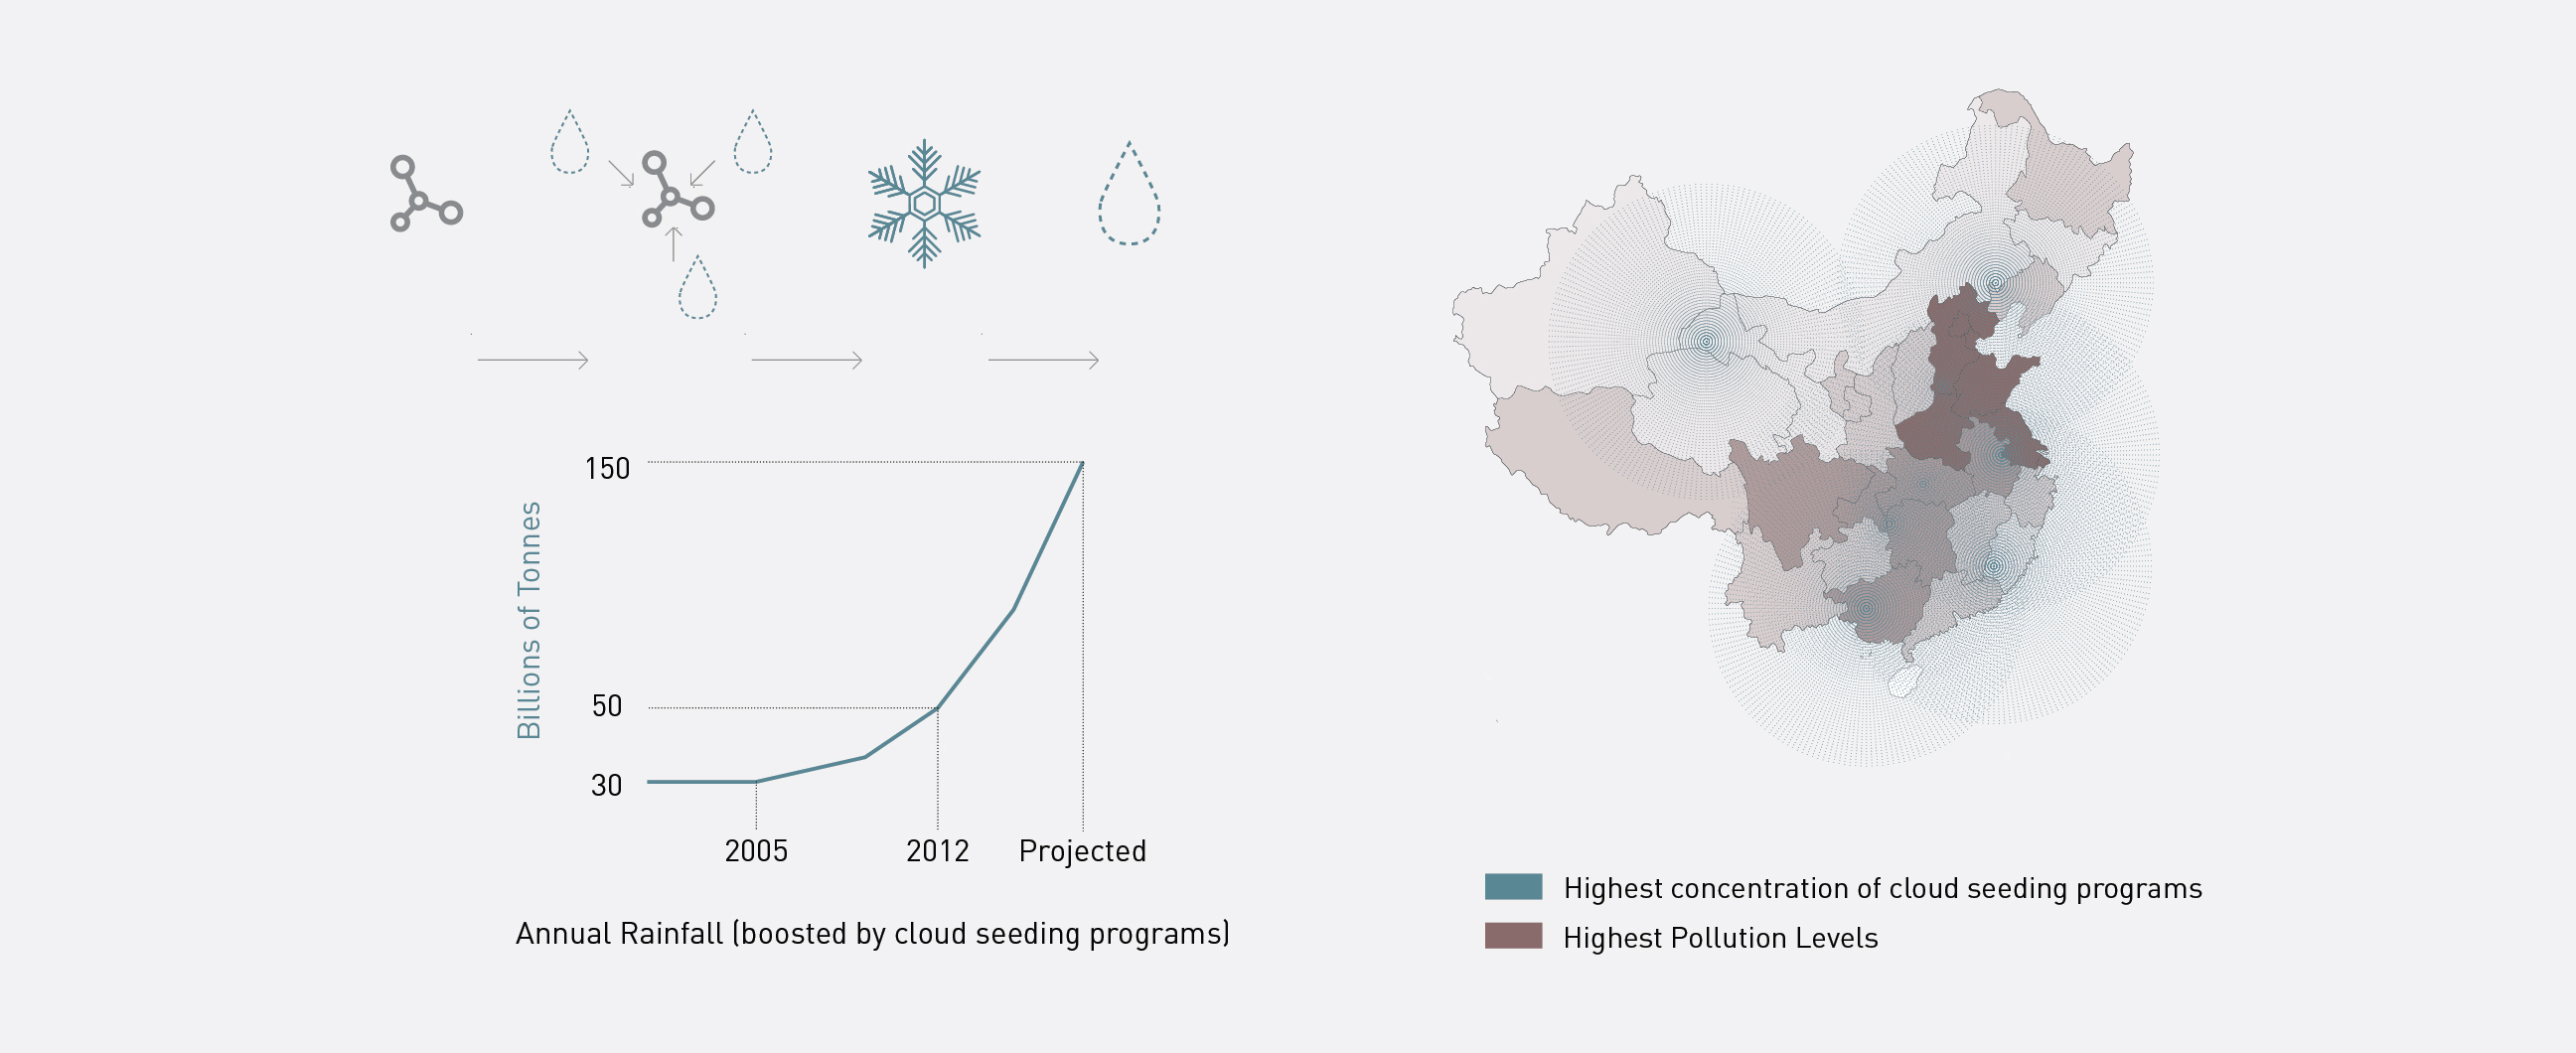 150
50
30
Billions of Tonnes
2005
2012
Projected
Annual Rainfall (boosted by cloud seeding programs)
Highest concentration of cloud seeding programs
Highest Pollution Levels